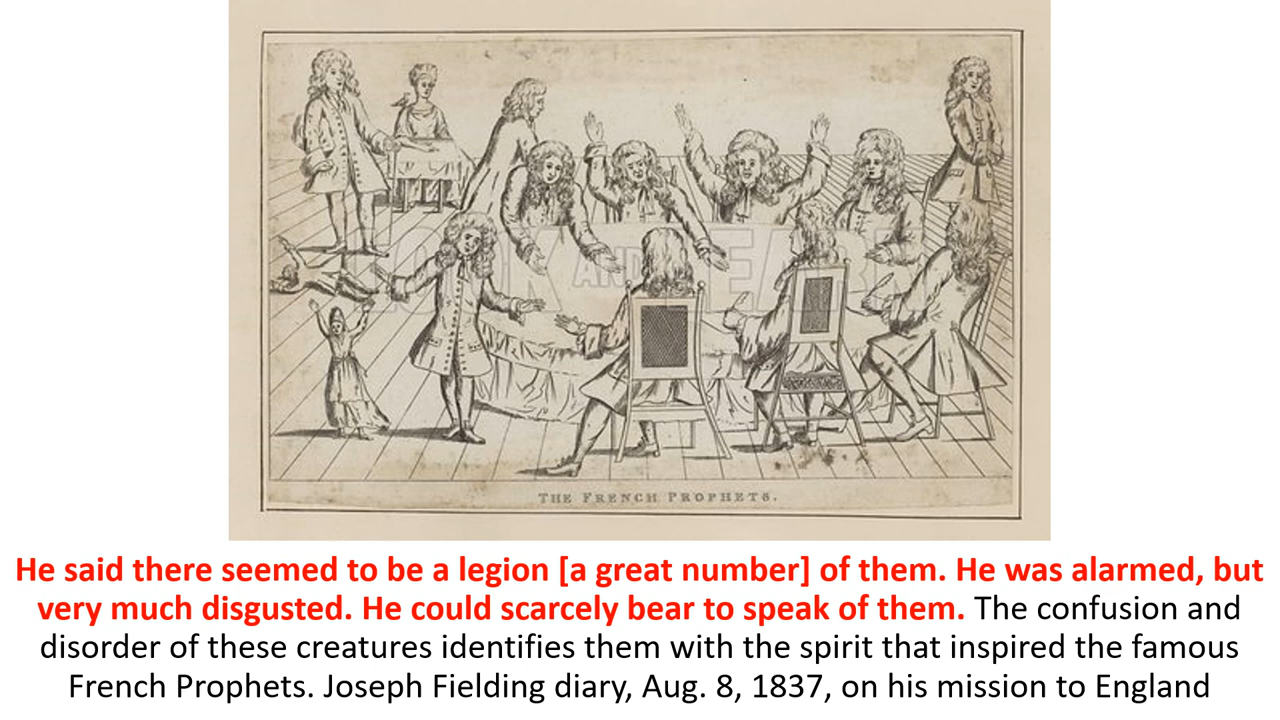 LOOK AND LEARN
THE FRENCH PROPHETS.
He said there seemed to be a legion [a great number] of them. He was alarmed, but
very much disgusted. He could scarcely bear to speak of them. The confusion and
disorder of these creatures identifies them with the spirit that inspired the famous
French Prophets. Joseph Fielding diary, Aug. 8, 1837, on his mission to England